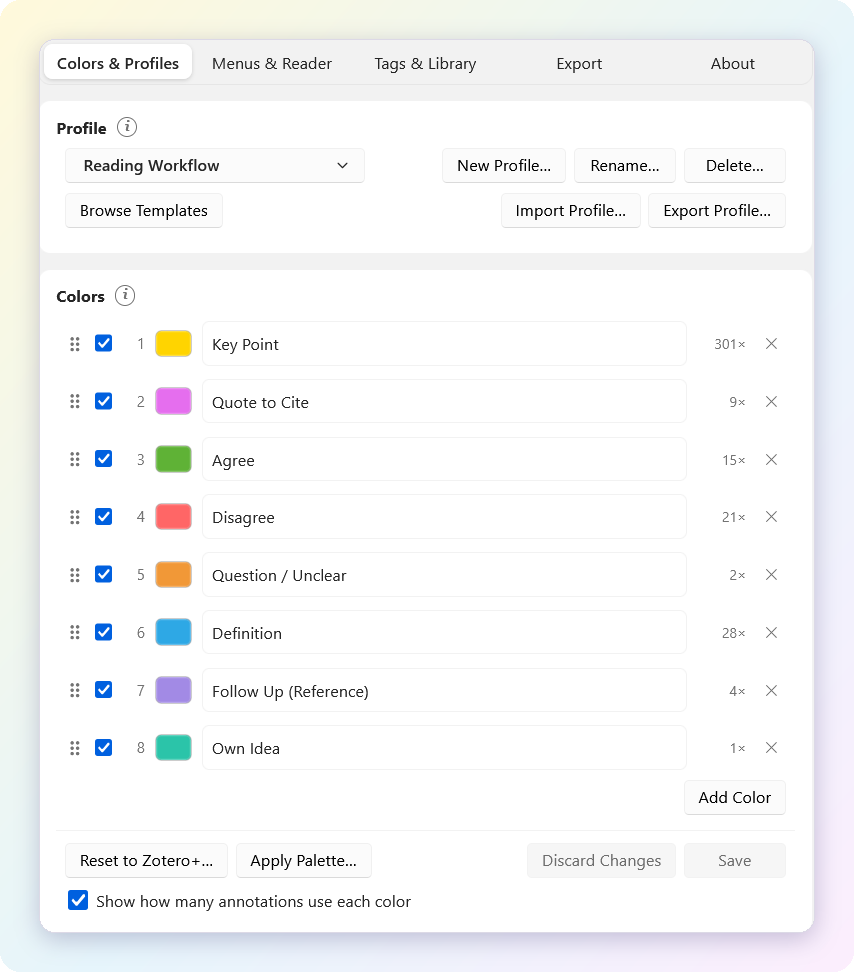 Colors & Profiles Menus & Reader Tags & Library Export About
Profile
Reading Workflow New Profile... Rename... Delete...
Browse Templates Import Profile... Export Profile...
Colors
1 Key Point 301×
2 Quote to Cite 9×
3 Agree 15×
4 Disagree 21×
5 Question / Unclear 2×
6 Definition 28×
7 Follow Up (Reference) 4×
8 Own Idea 1×
Add Color
Reset to Zotero+... Apply Palette... Discard Changes Save
Show how many annotations use each color